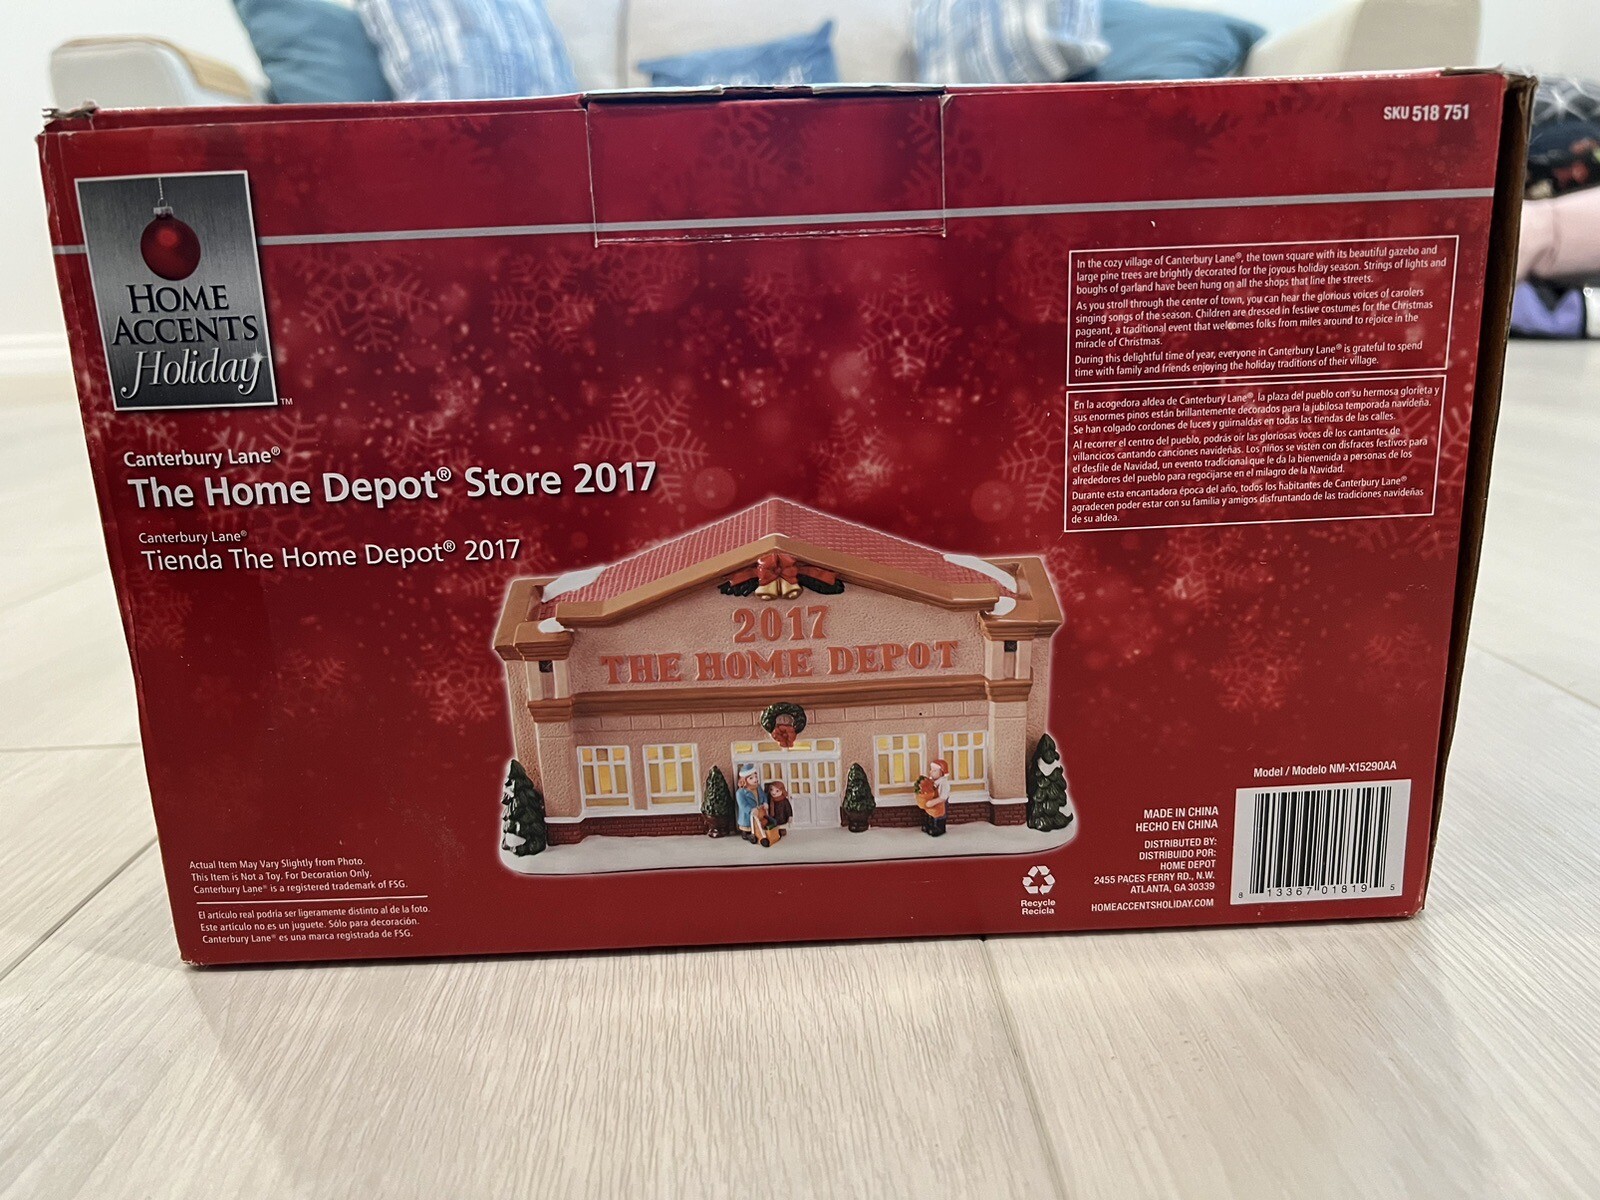 SKU 518 751
HOME
ACCENTS
Holiday™
In the cozy village of Canterbury Lane®, the town square with its beautiful gazebo and
large pine trees are brightly decorated for the joyous holiday season. Strings of lights and
boughs of garland have been hung on all the shops that line the streets.
As you stroll through the center of town, you can hear the glorious voices of carolers
singing songs of the season. Children are dressed in festive costumes for the Christmas
pageant, a traditional event that welcomes folks from miles around to rejoice in the
miracle of Christmas.
During this delightful time of year, everyone in Canterbury Lane® is grateful to spend
time with family and friends enjoying the holiday traditions of their village.
En la acogedora aldea de Canterbury Lane®, la plaza del pueblo con su hermosa glorieta y
sus enormes pinos están brillantemente decorados para la jubilosa temporada navideña.
Se han colgado cordones de luces y guirnaldas en todas las tiendas de las calles.
Al recorrer el centro del pueblo, podrás oír las gloriosas voces de los cantantes de
villancicos cantando canciones navideñas. Los niños se visten con disfraces festivos para
el desfile de Navidad, un evento tradicional que le da la bienvenida a personas de los
alrededores del pueblo para regocijarse en el milagro de la Navidad.
Durante esta encantadora época del año, todos los habitantes de Canterbury Lane®
agradecen poder estar con su familia y amigos disfruntando de las tradiciones navideñas
de su aldea.
Canterbury Lane®
The Home Depot® Store 2017
Canterbury Lane®
Tienda The Home Depot® 2017
2017
THE HOME DEPOT
Actual Item May Vary Slightly from Photo.
This Item is Not a Toy. For Decoration Only.
Canterbury Lane® is a registered trademark of FSG.
El artículo real podria ser ligeramente distinto al de la foto.
Este artículo no es un juguete. Sólo para decoración.
Canterbury Lane® es una marca registrada de FSG.
Recycle
Recicla
Model / Modelo NM-X15290AA
MADE IN CHINA
HECHO EN CHINA
DISTRIBUTED BY:
DISTRIBUIDO POR:
HOME DEPOT
2455 PACES FERRY RD., N.W.
ATLANTA, GA 30339
HOMEACCENTSHOLIDAY.COM
8 13367 01819 5